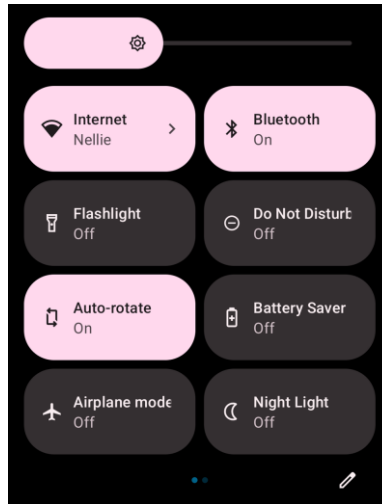 Internet
Nellie
Bluetooth
On
Flashlight
Off
Do Not Disturb
Off
Auto-rotate
On
Battery Saver
Off
Airplane mode
Off
Night Light
Off